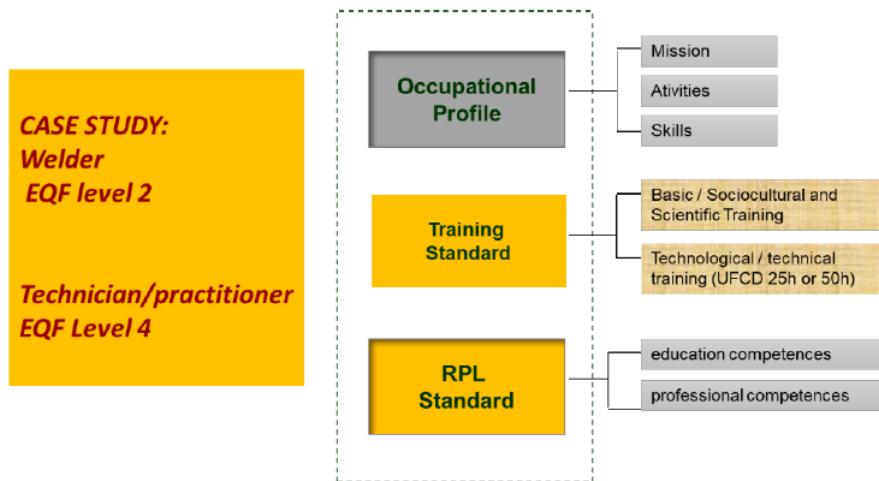 CASE STUDY:
Welder
EQF level 2
Technician/practitioner
EQF Level 4
Occupational
Profile
Mission
Ativities
Skills
Training
Standard
Basic / Sociocultural and
Scientific Training
Technological / technical
training (UFCD 25h or 50h)
RPL
Standard
education competences
professional competences